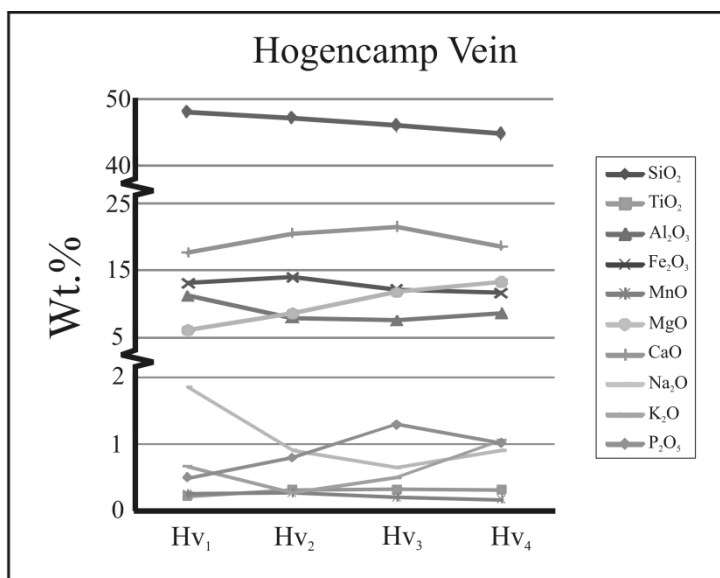 Hogencamp Vein
Wt.%
50
40
25
15
5
2
1
0
Hv₁ Hv₂ Hv₃ Hv₄
SiO₂
TiO₂
Al₂O₃
Fe₂O₃
MnO
MgO
CaO
Na₂O
K₂O
P₂O₅